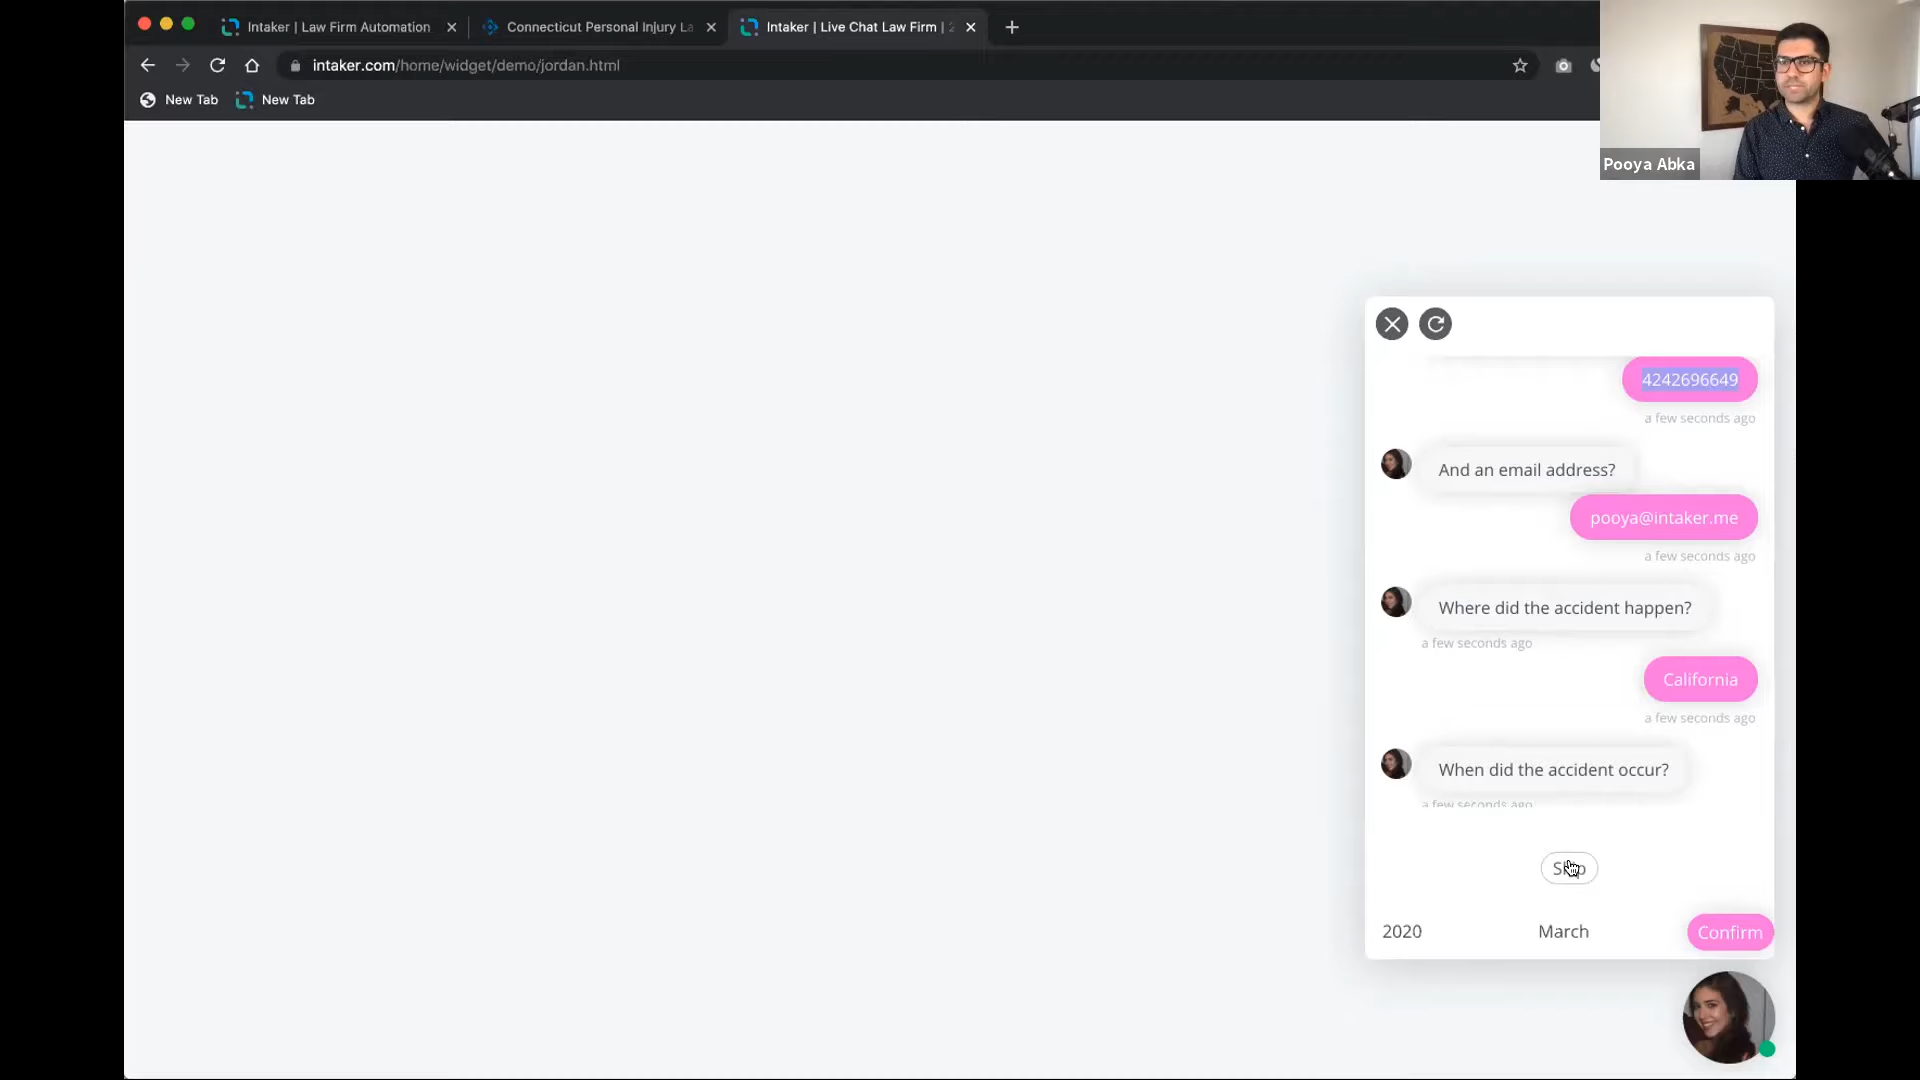 Intaker | Law Firm Automation
Connecticut Personal Injury La
Intaker | Live Chat Law Firm |
intaker.com/home/widget/demo/jordan.html
New Tab
New Tab
Pooya Abka
4242696649
a few seconds ago
And an email address?
pooya@intaker.me
a few seconds ago
Where did the accident happen?
a few seconds ago
California
a few seconds ago
When did the accident occur?
a few seconds ago
Skip
2020 March Confirm